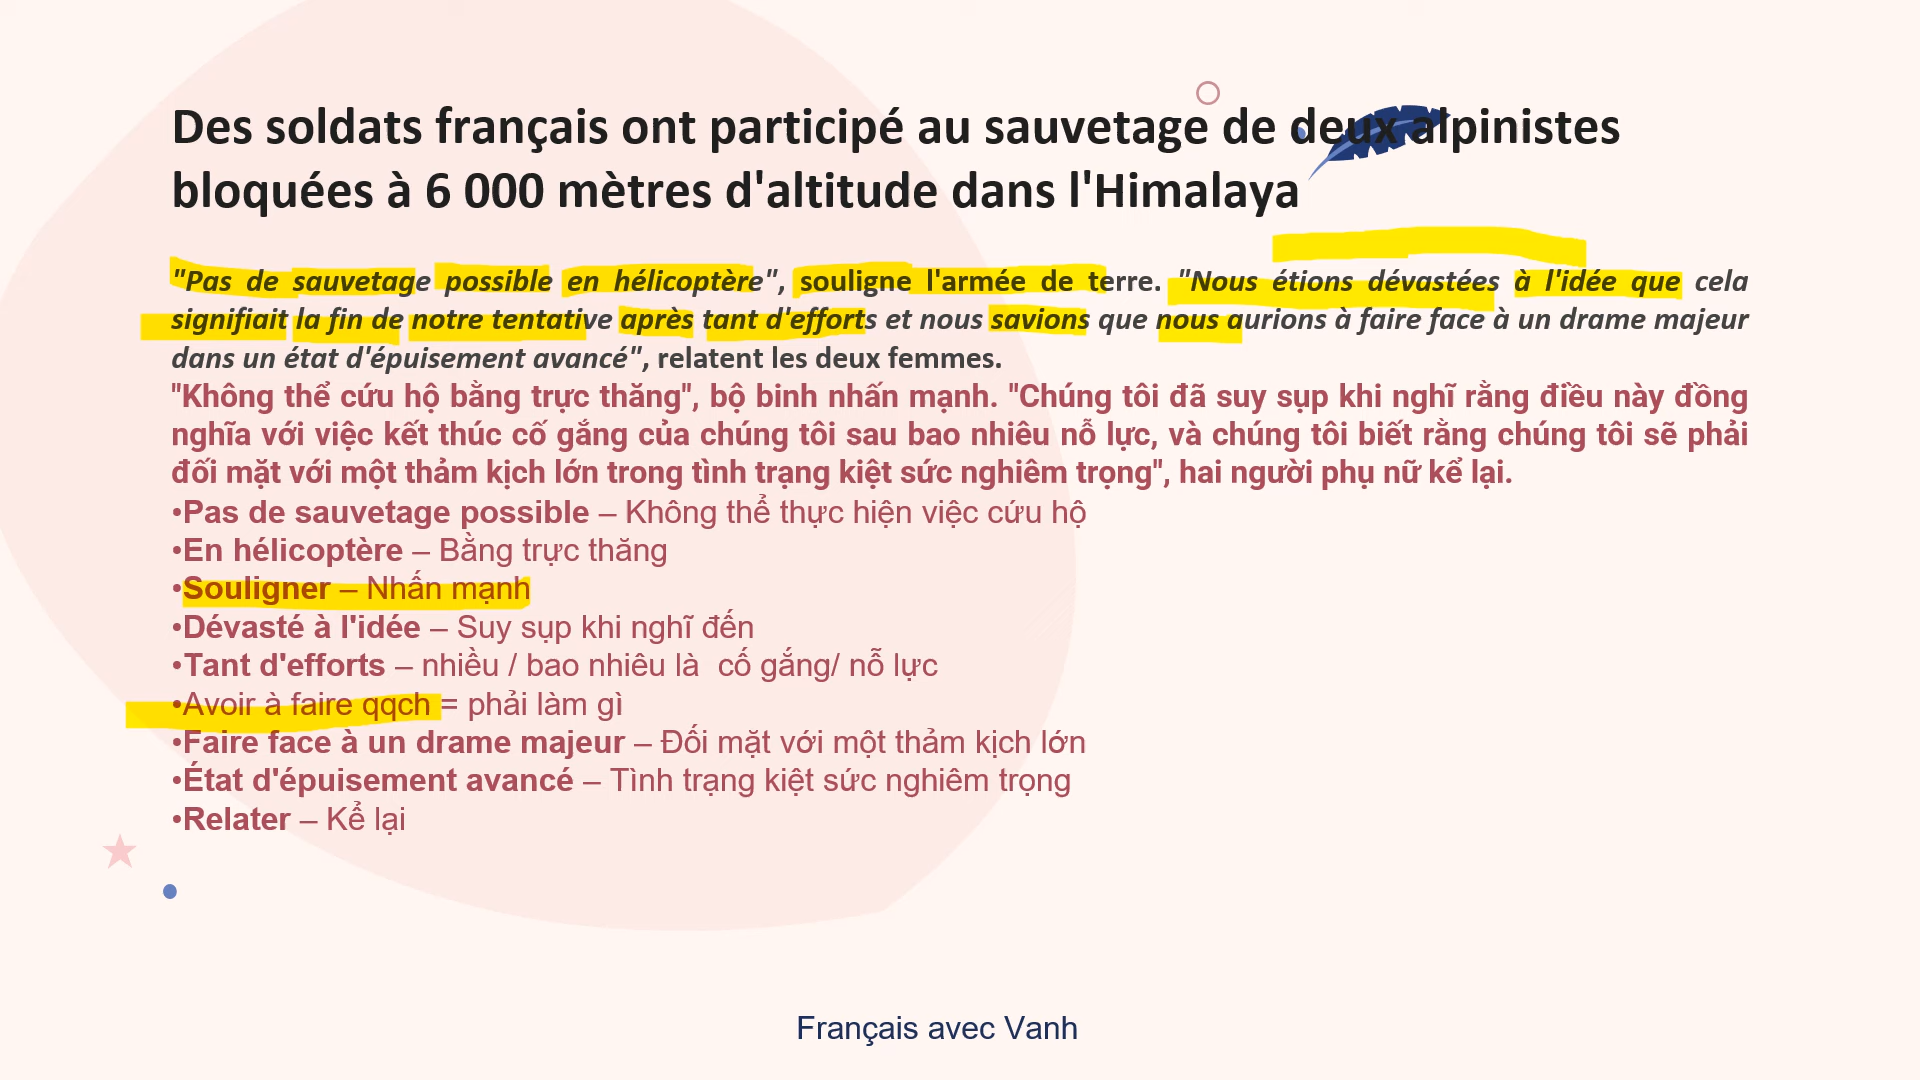 Des soldats français ont participé au sauvetage de deux alpinistes
bloquées à 6 000 mètres d'altitude dans l'Himalaya
"Pas de sauvetage possible en hélicoptère", souligne l'armée de terre. "Nous étions dévastées à l'idée que cela
signifiait la fin de notre tentative après tant d'efforts et nous savions que nous aurions à faire face à un drame majeur
dans un état d'épuisement avancé", relatent les deux femmes.
"Không thể cứu hộ bằng trực thăng", bộ binh nhấn mạnh. "Chúng tôi đã suy sụp khi nghĩ rằng điều này đồng
nghĩa với việc kết thúc cố gắng của chúng tôi sau bao nhiêu nỗ lực, và chúng tôi biết rằng chúng tôi sẽ phải
đối mặt với một thảm kịch lớn trong tình trạng kiệt sức nghiêm trọng", hai người phụ nữ kể lại.
•Pas de sauvetage possible – Không thể thực hiện việc cứu hộ
•En hélicoptère – Bằng trực thăng
•Souligner – Nhấn mạnh
•Dévasté à l'idée – Suy sụp khi nghĩ đến
•Tant d'efforts – nhiều / bao nhiêu là  cố gắng/ nỗ lực
•Avoir à faire qqch = phải làm gì
•Faire face à un drame majeur – Đối mặt với một thảm kịch lớn
•État d'épuisement avancé – Tình trạng kiệt sức nghiêm trọng
•Relater – Kể lại
Français avec Vanh